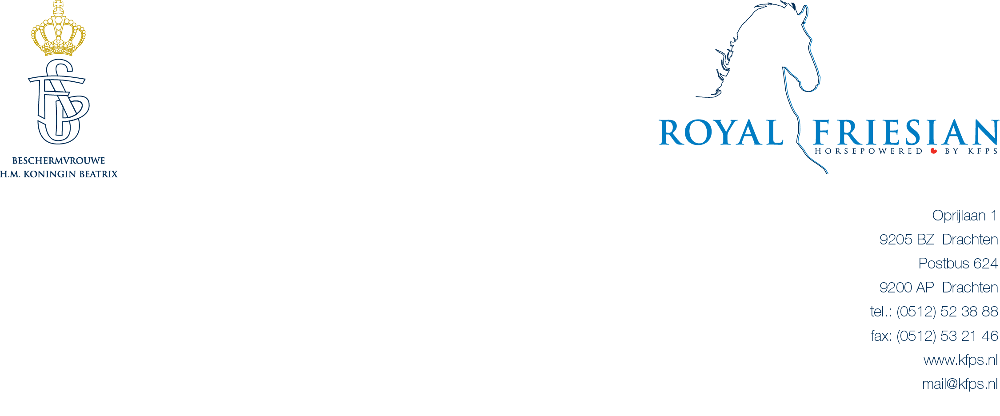 BESCHERMVROUWE
H.M. KONINGIN BEATRIX
ROYAL FRIESIAN
HORSEPOWERED BY KFPS
Oprijlaan 1
9205 BZ  Drachten
Postbus 624
9200 AP  Drachten
tel.: (0512) 52 38 88
fax: (0512) 53 21 46
www.kfps.nl
mail@kfps.nl